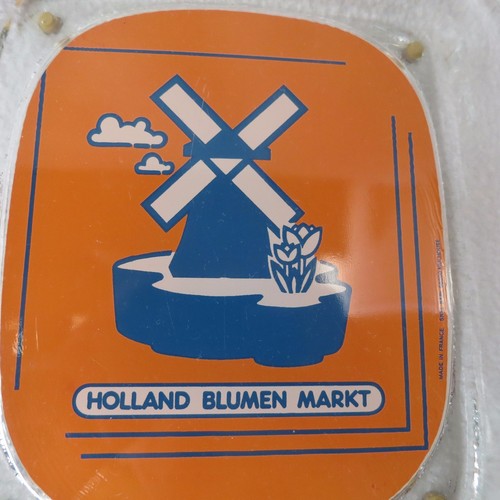 HOLLAND BLUMEN MARKT
MADE IN FRANCE